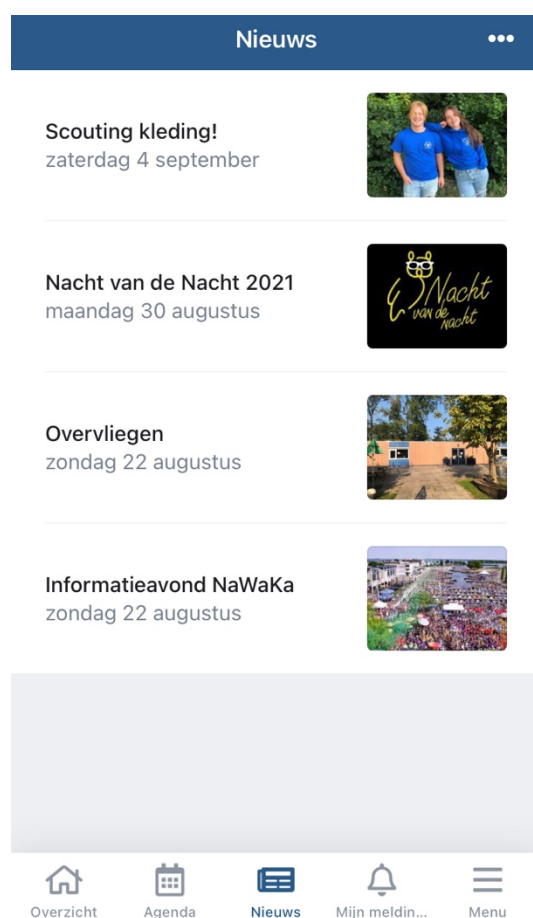 Nieuws
Scouting kleding!
zaterdag 4 september
Nacht van de Nacht 2021
maandag 30 augustus
Nacht
van de
Nacht
Overvliegen
zondag 22 augustus
Informatieavond NaWaKa
zondag 22 augustus
Overzicht
Agenda
Nieuws
Mijn meldin...
Menu